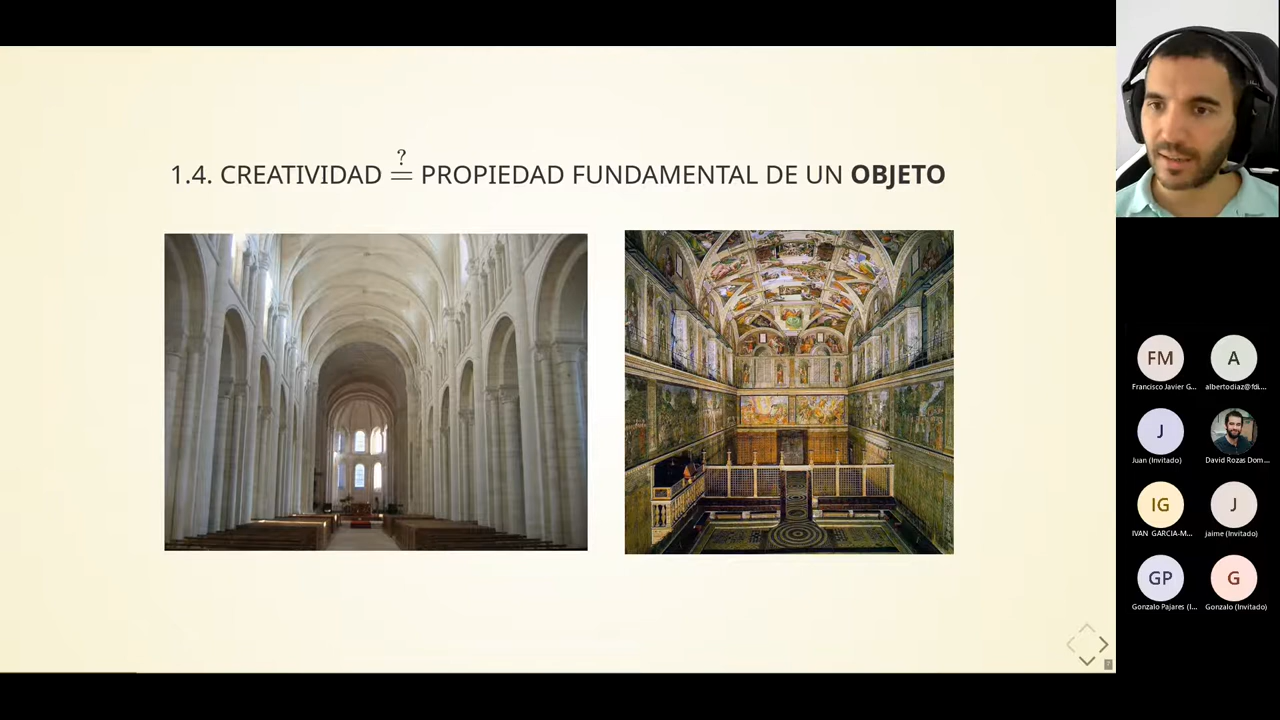 1.4. CREATIVIDAD ≟ PROPIEDAD FUNDAMENTAL DE UN OBJETO
FM
A
Francisco Javier G...
albertodiaz@fdi....
J
Juan (Invitado)
David Rozas Dom...
IG
J
IVAN GARCIA-M...
jaime (Invitado)
GP
G
Gonzalo Pajares (I...
Gonzalo (Invitado)
?